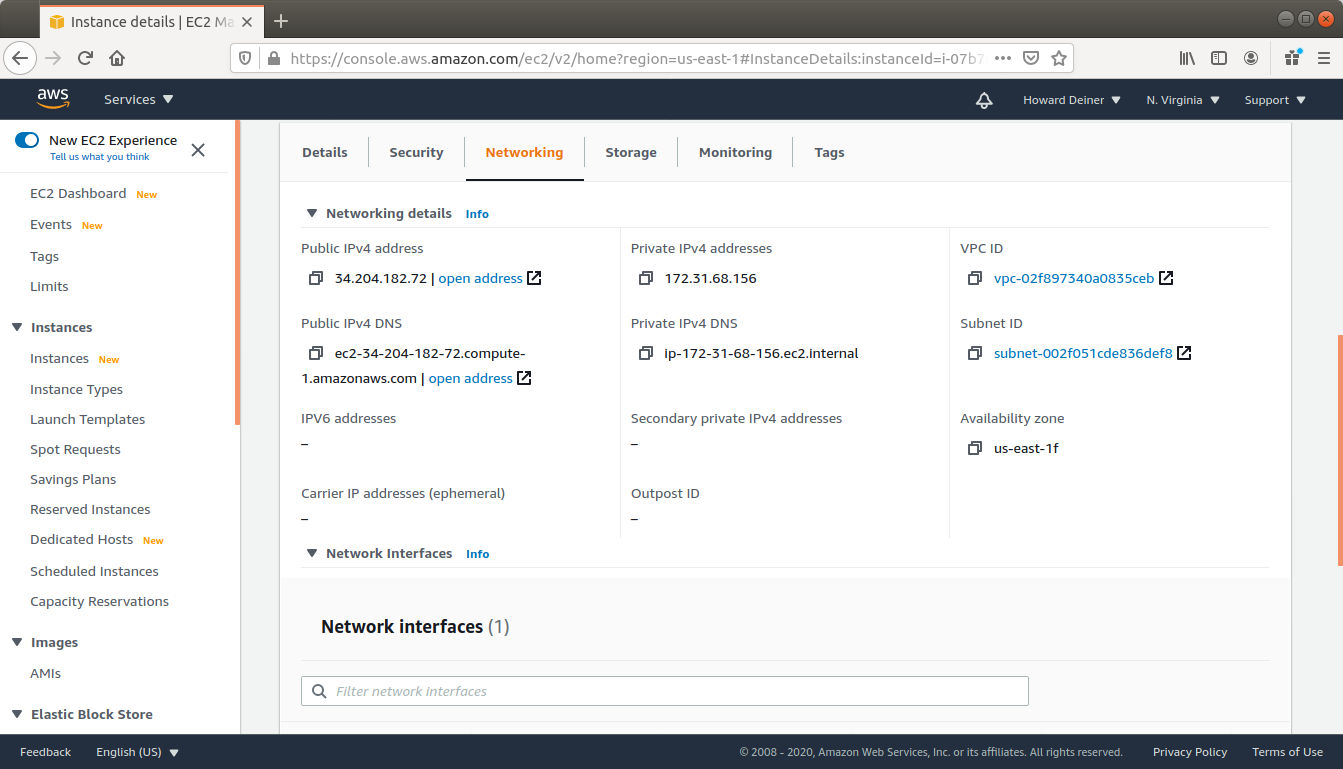 Instance details | EC2 Ma
https://console.aws.amazon.com/ec2/v2/home?region=us-east-1#InstanceDetails:instanceId=i-07b7
aws Services Howard Deiner N. Virginia Support
New EC2 Experience
Tell us what you think
EC2 Dashboard New
Events New
Tags
Limits
Instances
Instances New
Instance Types
Launch Templates
Spot Requests
Savings Plans
Reserved Instances
Dedicated Hosts New
Scheduled Instances
Capacity Reservations
Images
AMIs
Elastic Block Store
Details Security Networking Storage Monitoring Tags
Networking details Info
Public IPv4 address
34.204.182.72 | open address
Public IPv4 DNS
ec2-34-204-182-72.compute-
1.amazonaws.com | open address
IPV6 addresses
–
Carrier IP addresses (ephemeral)
–
Private IPv4 addresses
172.31.68.156
Private IPv4 DNS
ip-172-31-68-156.ec2.internal
Secondary private IPv4 addresses
–
Outpost ID
–
VPC ID
vpc-02f897340a0835ceb
Subnet ID
subnet-002f051cde836def8
Availability zone
us-east-1f
Network Interfaces Info
Network interfaces (1)
Filter network interfaces
Feedback English (US) © 2008 - 2020, Amazon Web Services, Inc. or its affiliates. All rights reserved. Privacy Policy Terms of Use